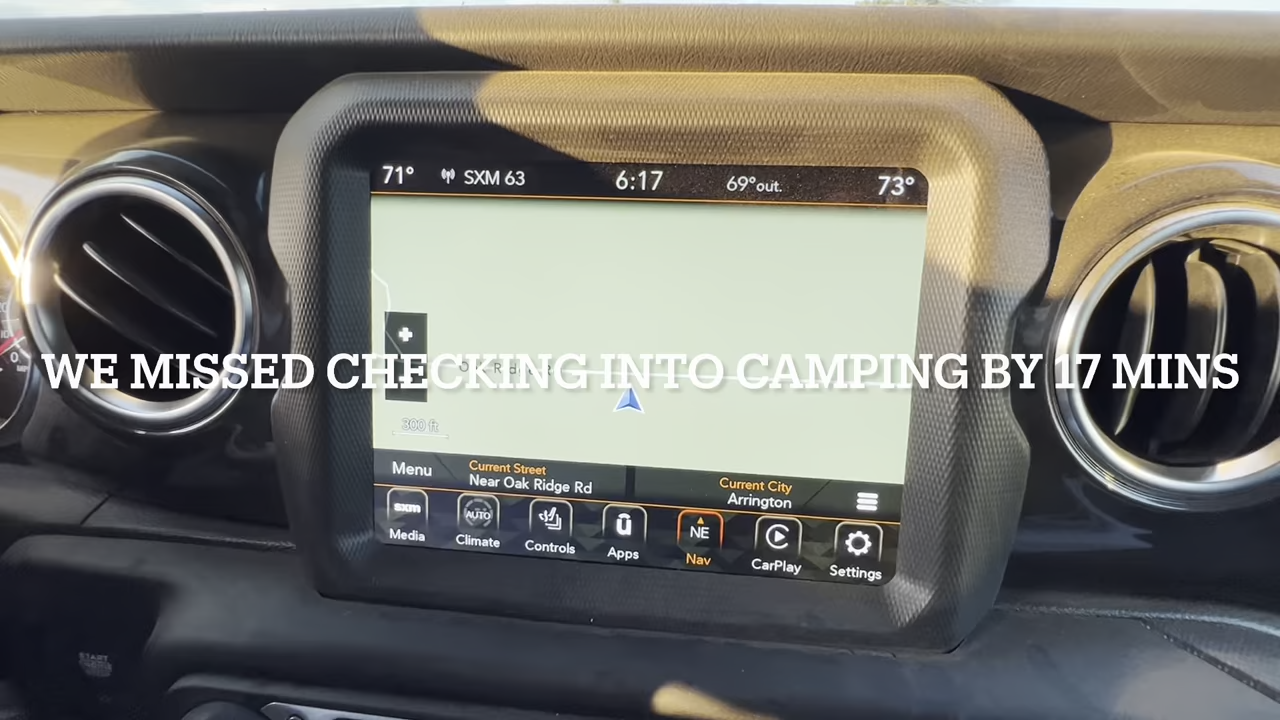 71° SXM 63 6:17 69°out. 73°
WE MISSED CHECKING INTO CAMPING BY 17 MINS
300 ft
Menu
Current Street
Near Oak Ridge Rd
Current City
Arrington
sxm AUTO ū NE
Media Climate Controls Apps Nav CarPlay Settings
START